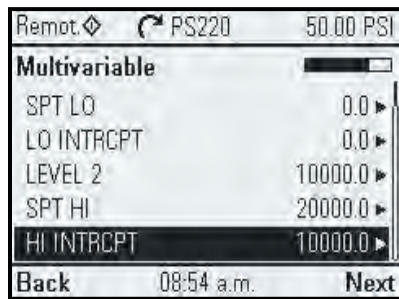 Remot. PS220 50.00 PSI
Multivariable
SPT LO 0.0
LO INTRCPT 0.0
LEVEL 2 10000.0
SPT HI 20000.0
HI INTRCPT 10000.0
Back 08:54 a.m. Next